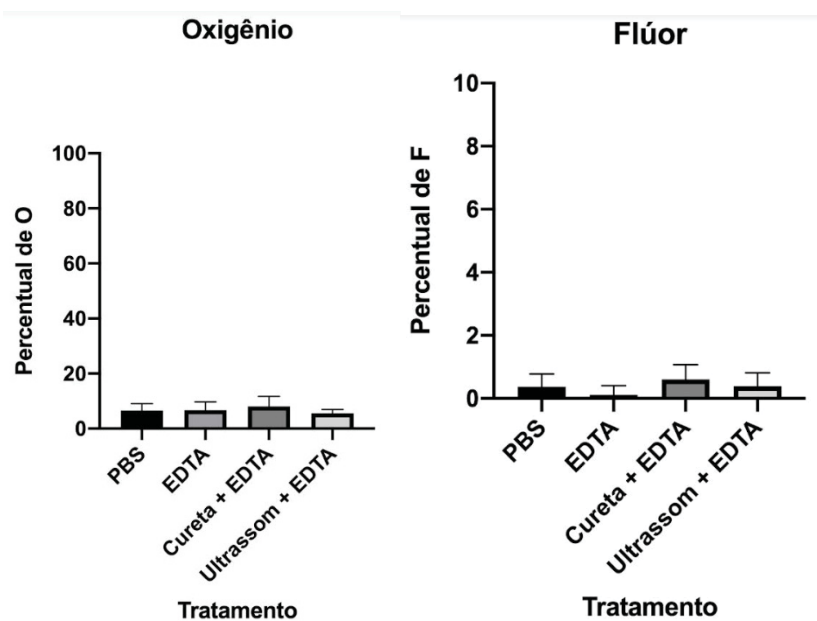 Oxigênio
Percentual de O
100
80
60
40
20
0
PBS
EDTA
Cureta + EDTA
Ultrassom + EDTA
Tratamento
Flúor
Percentual de F
10
8
6
4
2
0
PBS
EDTA
Cureta + EDTA
Ultrassom + EDTA
Tratamento